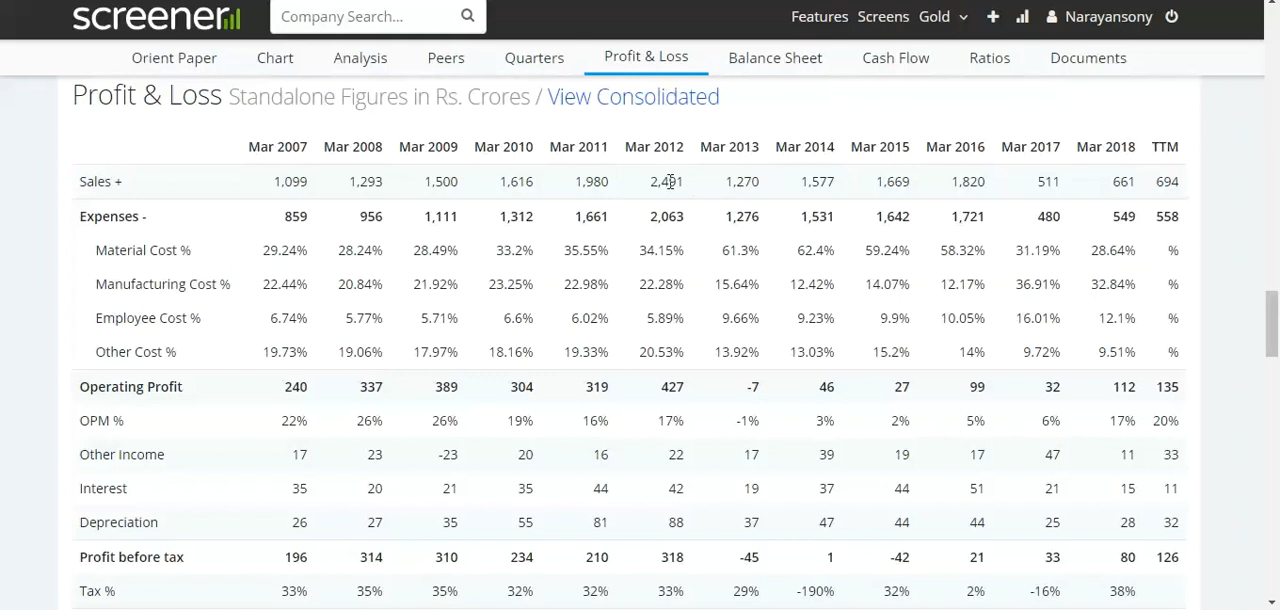 screener
Company Search...
Features Screens Gold Narayansony
Orient Paper Chart Analysis Peers Quarters Profit & Loss Balance Sheet Cash Flow Ratios Documents
Profit & Loss Standalone Figures in Rs. Crores / View Consolidated
Mar 2007 Mar 2008 Mar 2009 Mar 2010 Mar 2011 Mar 2012 Mar 2013 Mar 2014 Mar 2015 Mar 2016 Mar 2017 Mar 2018 TTM
Sales + 1,099 1,293 1,500 1,616 1,980 1,270 1,577 1,669 1,820 511 661 694
Expenses - 859 956 1,111 1,312 1,661 2,063 1,276 1,531 1,642 1,721 480 549 558
Material Cost % 29.24% 28.24% 28.49% 33.2% 35.55% 34.15% 61.3% 62.4% 59.24% 58.32% 31.19% 28.64% %
Manufacturing Cost % 22.44% 20.84% 21.92% 23.25% 22.98% 22.28% 15.64% 12.42% 14.07% 12.17% 36.91% 32.84% %
Employee Cost % 6.74% 5.77% 5.71% 6.6% 6.02% 5.89% 9.66% 9.23% 9.9% 10.05% 16.01% 12.1% %
Other Cost % 19.73% 19.06% 17.97% 18.16% 19.33% 20.53% 13.92% 13.03% 15.2% 14% 9.72% 9.51% %
Operating Profit 240 337 389 304 319 427 -7 46 27 99 32 112 135
OPM % 22% 26% 26% 19% 16% 17% -1% 3% 2% 5% 6% 17% 20%
Other Income 17 23 -23 20 16 22 17 39 19 17 47 11 33
Interest 35 20 21 35 44 42 19 37 44 51 21 15 11
Depreciation 26 27 35 55 81 88 37 47 44 44 25 28 32
Profit before tax 196 314 310 234 210 318 -45 1 -42 21 33 80 126
Tax % 33% 35% 35% 32% 32% 33% 29% -190% 32% 2% -16% 38%